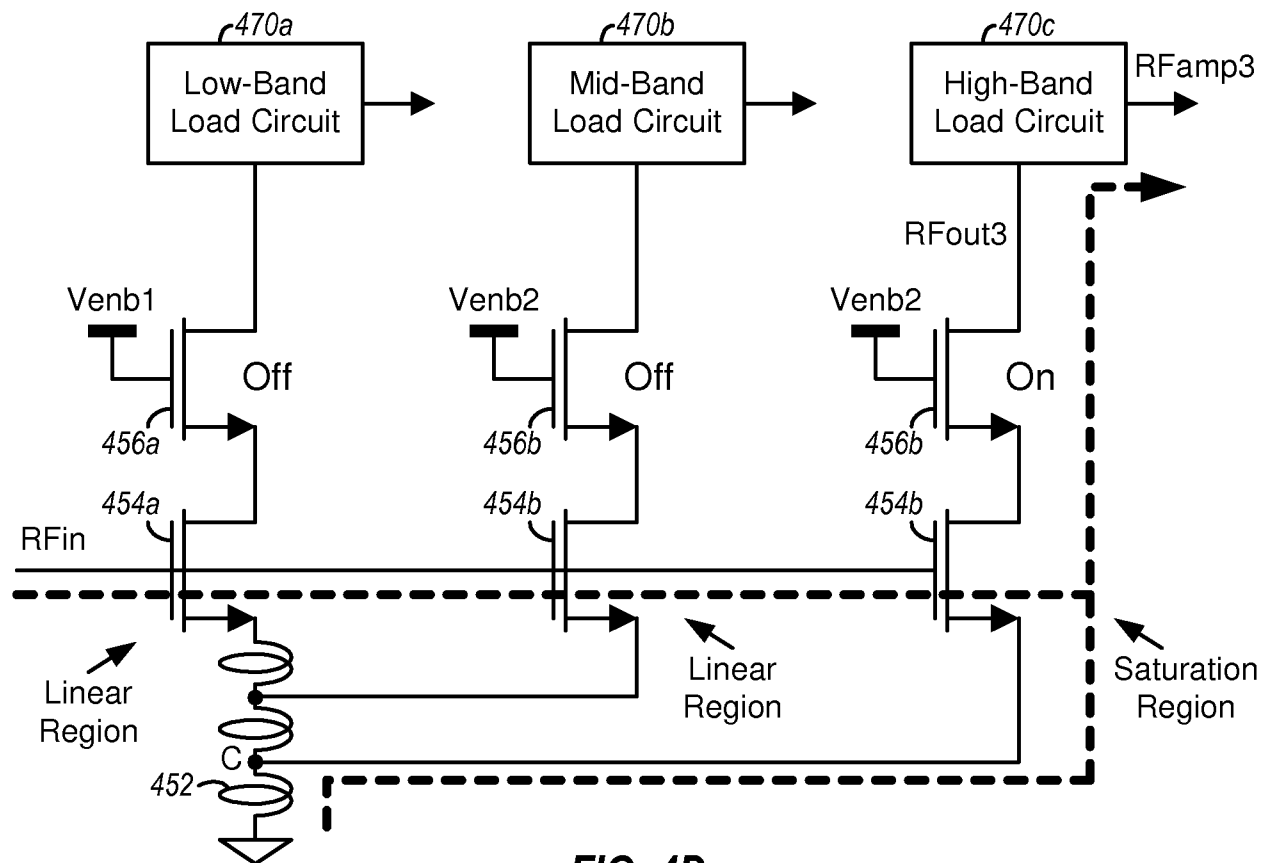 470a
470b
470c
Low-Band
Load Circuit
Mid-Band
Load Circuit
High-Band
Load Circuit
RFamp3
RFout3
Venb1
Venb2
Venb2
Off
Off
On
456a
456b
456b
454a
454b
454b
RFin
Linear
Region
Linear
Region
Saturation
Region
C
452